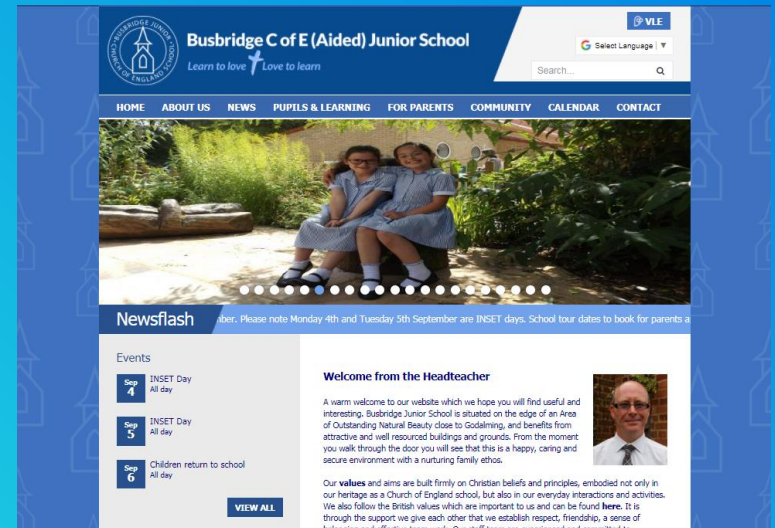 BUSBRIDGE JUNIOR SCHOOL
CHURCH OF ENGLAND
Busbridge C of E (Aided) Junior School
Learn to love Love to learn
VLE
Select Language ▼
Search...
HOME ABOUT US NEWS PUPILS & LEARNING FOR PARENTS COMMUNITY CALENDAR CONTACT
Newsflash
ber. Please note Monday 4th and Tuesday 5th September are INSET days. School tour dates to book for parents a
Events
Sep
4
INSET Day
All day
Sep
5
INSET Day
All day
Sep
6
Children return to school
All day
VIEW ALL
Welcome from the Headteacher
A warm welcome to our website which we hope you will find useful and
interesting. Busbridge Junior School is situated on the edge of an Area
of Outstanding Natural Beauty close to Godalming, and benefits from
attractive and well resourced buildings and grounds. From the moment
you walk through the door you will see that this is a happy, caring and
secure environment with a nurturing family ethos.
Our values and aims are built firmly on Christian beliefs and principles, embodied not only in
our heritage as a Church of England school, but also in our everyday interactions and activities.
We also follow the British values which are important to us and can be found here. It is
through the support we give each other that we establish respect, friendship, a sense of